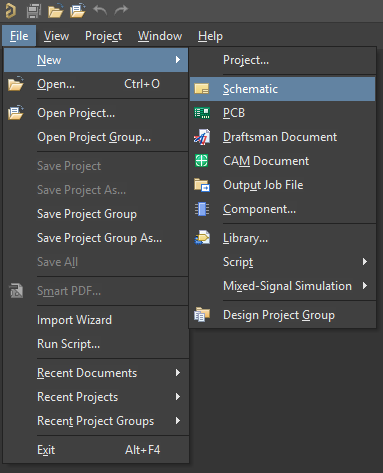 File View Project Window Help
New
Open... Ctrl+O
Open Project...
Open Project Group...
Save Project
Save Project As...
Save Project Group
Save Project Group As...
Save All
Smart PDF...
Import Wizard
Run Script...
Recent Documents
Recent Projects
Recent Project Groups
Exit Alt+F4
Project...
Schematic
PCB
Draftsman Document
CAM Document
Output Job File
Component...
Library...
Script
Mixed-Signal Simulation
Design Project Group